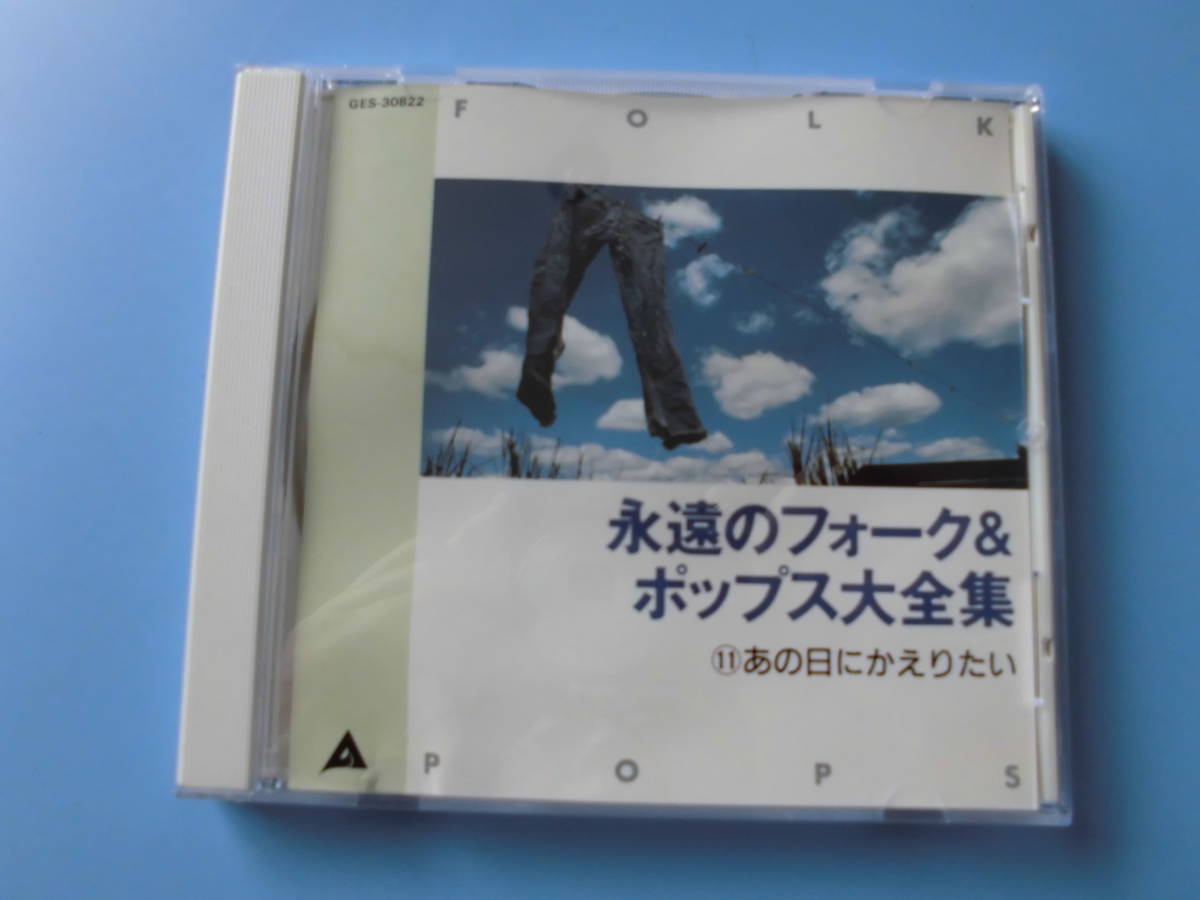 GES-30822
F O L K
永遠のフォーク&
ポップス大全集
⑪あの日にかえりたい
P O P S